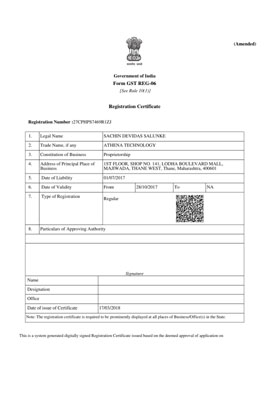 (Amended)
Government of India
Form GST REG-06
[See Rule 10(1)]
Registration Certificate
Registration Number :27CPHPS7469R1ZJ
1. Legal Name SACHIN DEVIDAS SALUNKE
2. Trade Name, if any ATHENA TECHNOLOGY
3. Constitution of Business Proprietorship
4. Address of Principal Place of Business 1ST FLOOR, SHOP NO. 141, LODHA BOULEVARD MALL,
MAJIWADA, THANE WEST, Thane, Maharashtra, 400601
5. Date of Liability 01/07/2017
6. Date of Validity From 28/10/2017 To NA
7. Type of Registration Regular
8. Particulars of Approving Authority
Signature
Name
Designation
Office
Date of issue of Certificate 17/03/2018
Note: The registration certificate is required to be prominently displayed at all places of Business/Office(s) in the State.
This is a system generated digitally signed Registration Certificate issued based on the deemed approval of application on